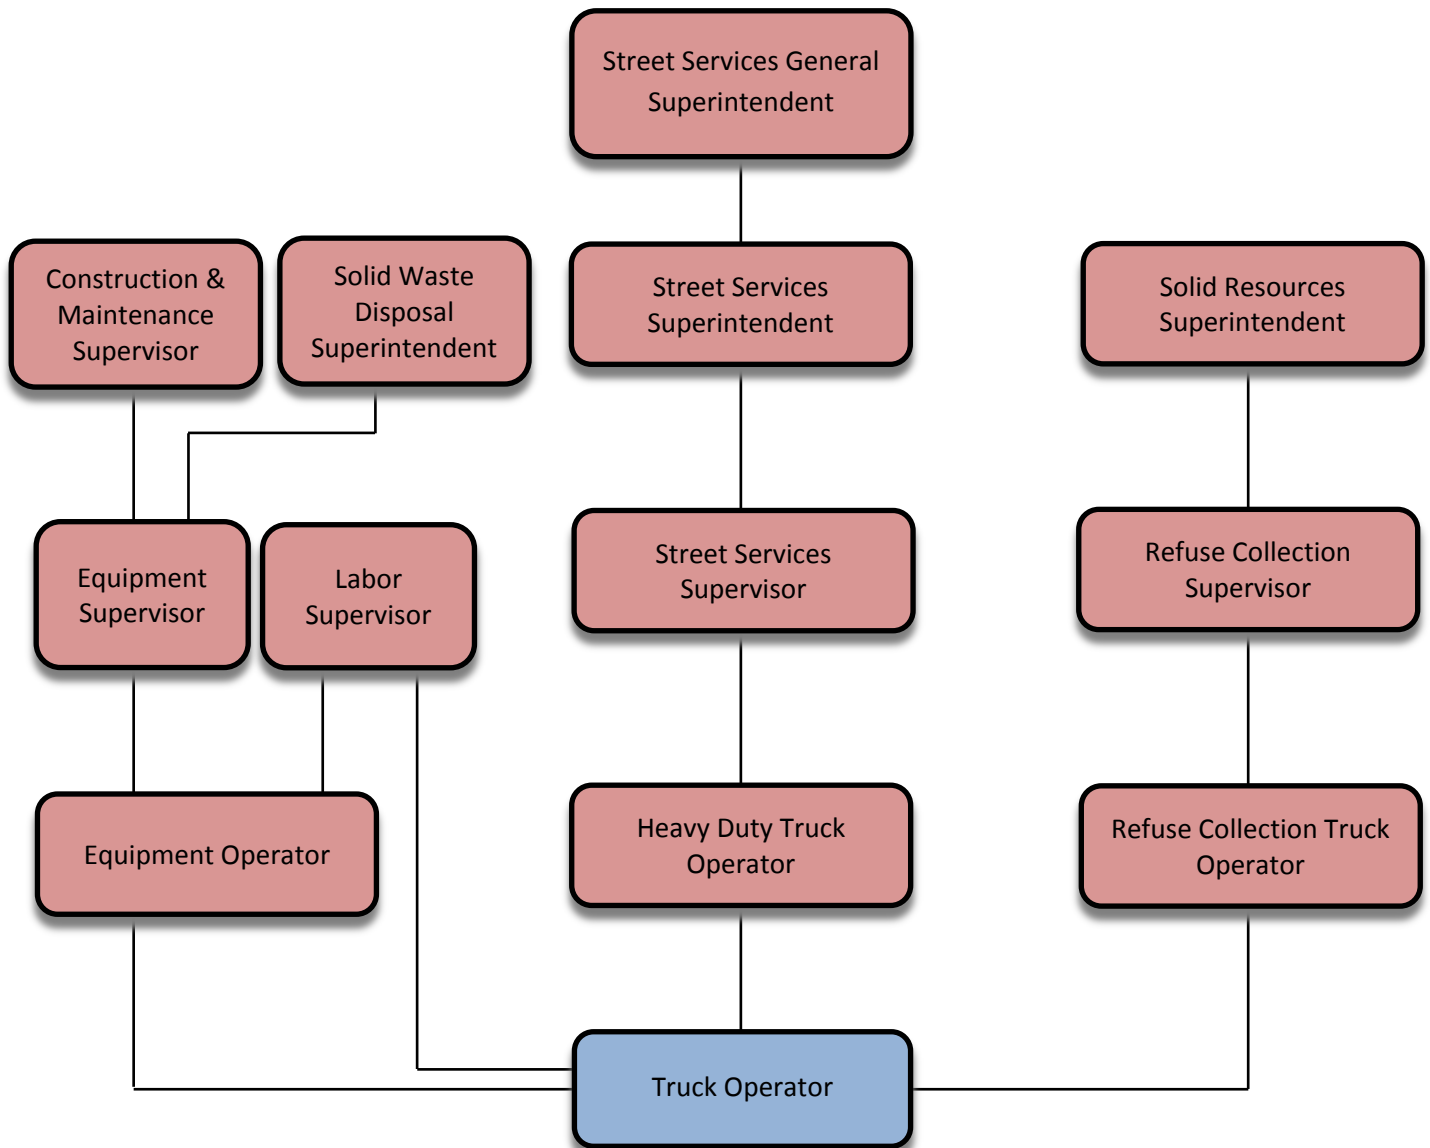 Street Services General
Superintendent
Construction &
Maintenance
Supervisor
Solid Waste
Disposal
Superintendent
Street Services
Superintendent
Solid Resources
Superintendent
Equipment
Supervisor
Labor
Supervisor
Street Services
Supervisor
Refuse Collection
Supervisor
Equipment Operator
Heavy Duty Truck
Operator
Refuse Collection Truck
Operator
Truck Operator